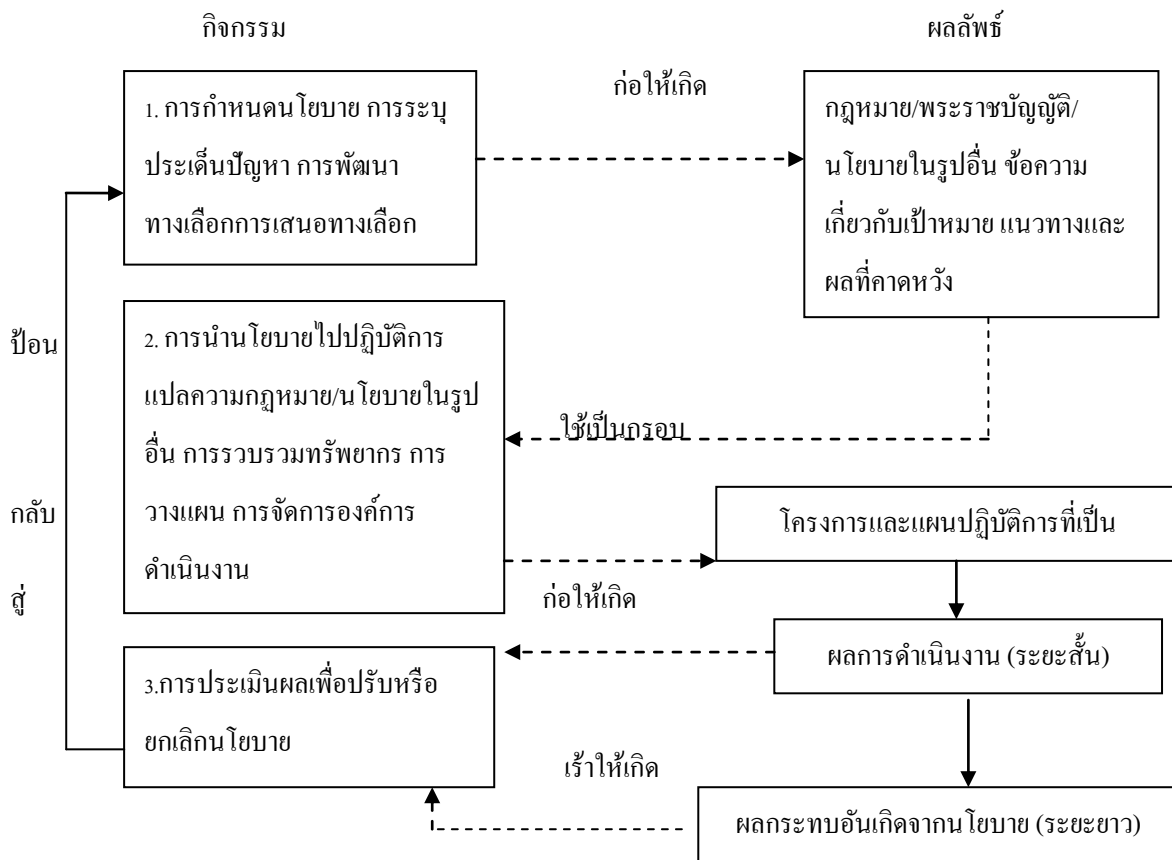 กิจกรรม
ผลลัพธ์
1. การกำหนดนโยบาย การระบุ
ประเด็นปัญหา การพัฒนา
ทางเลือกการเสนอทางเลือก
ก่อให้เกิด
กฎหมาย/พระราชบัญญัติ/
นโยบายในรูปอื่น ข้อความ
เกี่ยวกับเป้าหมาย แนวทางและ
ผลที่คาดหวัง
ป้อน
กลับ
สู่
2. การนำนโยบายไปปฏิบัติการ
แปลความกฎหมาย/นโยบายในรูป
อื่น การรวบรวมทรัพยากร การ
วางแผน การจัดการองค์การ
ดำเนินงาน
ใช้เป็นกรอบ
โครงการและแผนปฏิบัติการที่เป็น
ก่อให้เกิด
ผลการดำเนินงาน (ระยะสั้น)
3.การประเมินผลเพื่อปรับหรือ
ยกเลิกนโยบาย
เร้าให้เกิด
ผลกระทบอันเกิดจากนโยบาย (ระยะยาว)